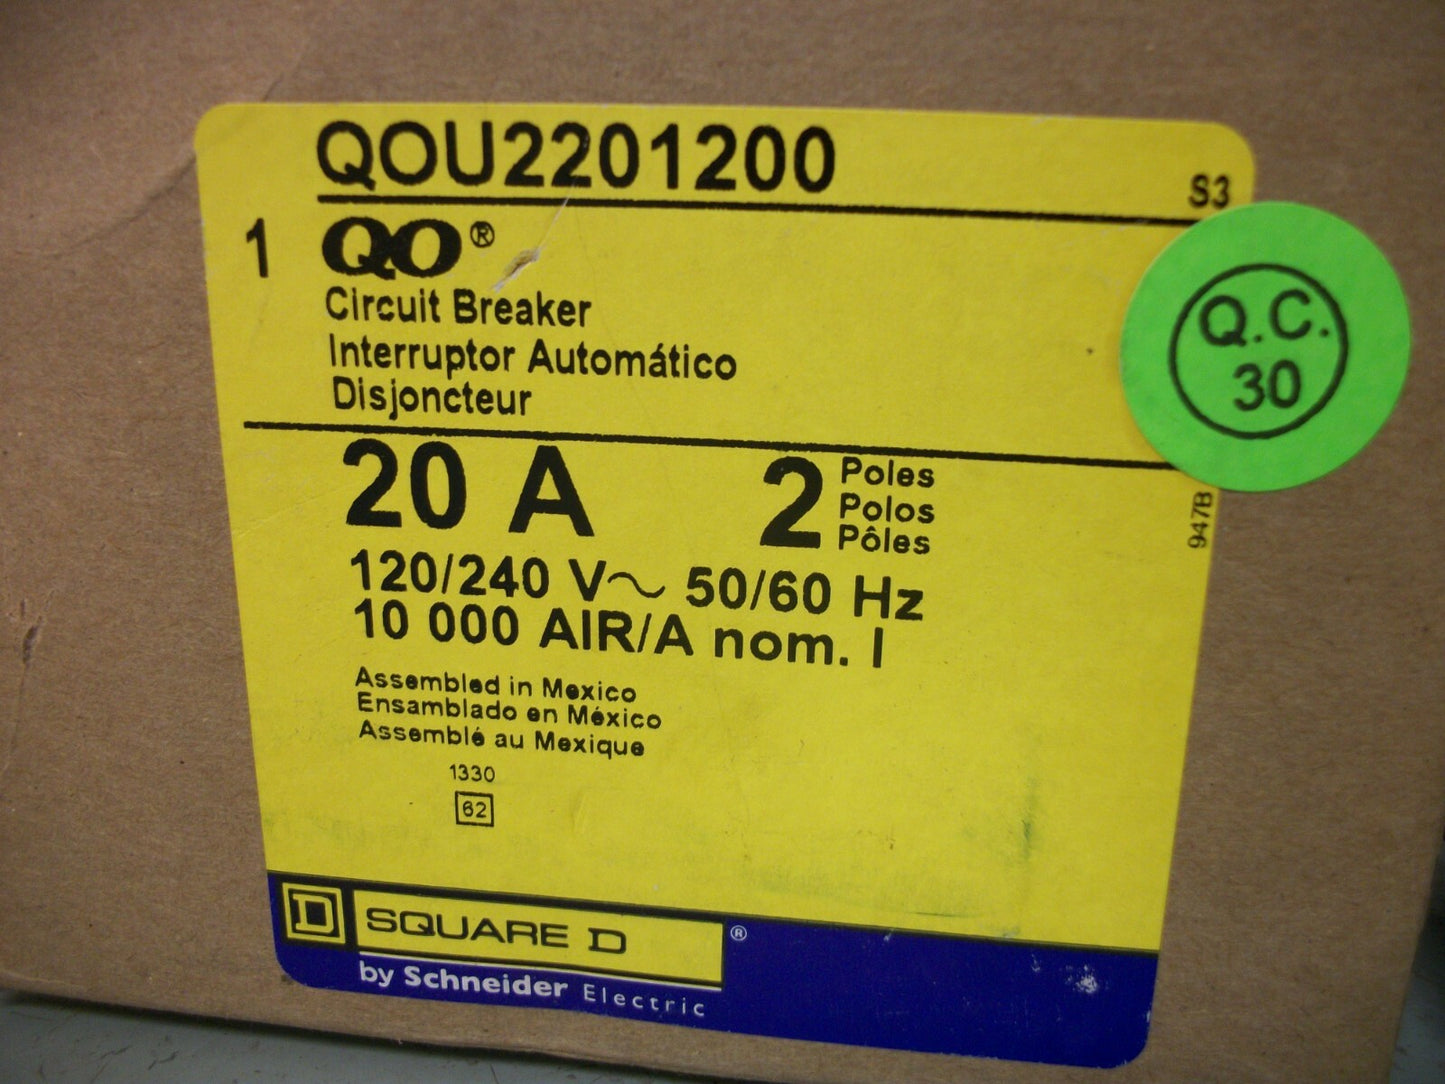 QOU2201200
S3
1 QO®
Circuit Breaker
Interruptor Automático
Disjoncteur
Q.C.
30
20 A 2 Poles
Polos
Pôles
947B
120/240 V~ 50/60 Hz
10 000 AIR/A nom. I
Assembled in Mexico
Ensamblado en México
Assemblé au Mexique
1330
62
D SQUARE D ®
by Schneider Electric